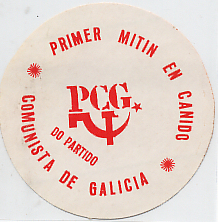 PRIMER MITIN EN CANIDO
PCG
DO PARTIDO
COMUNISTA DE GALICIA